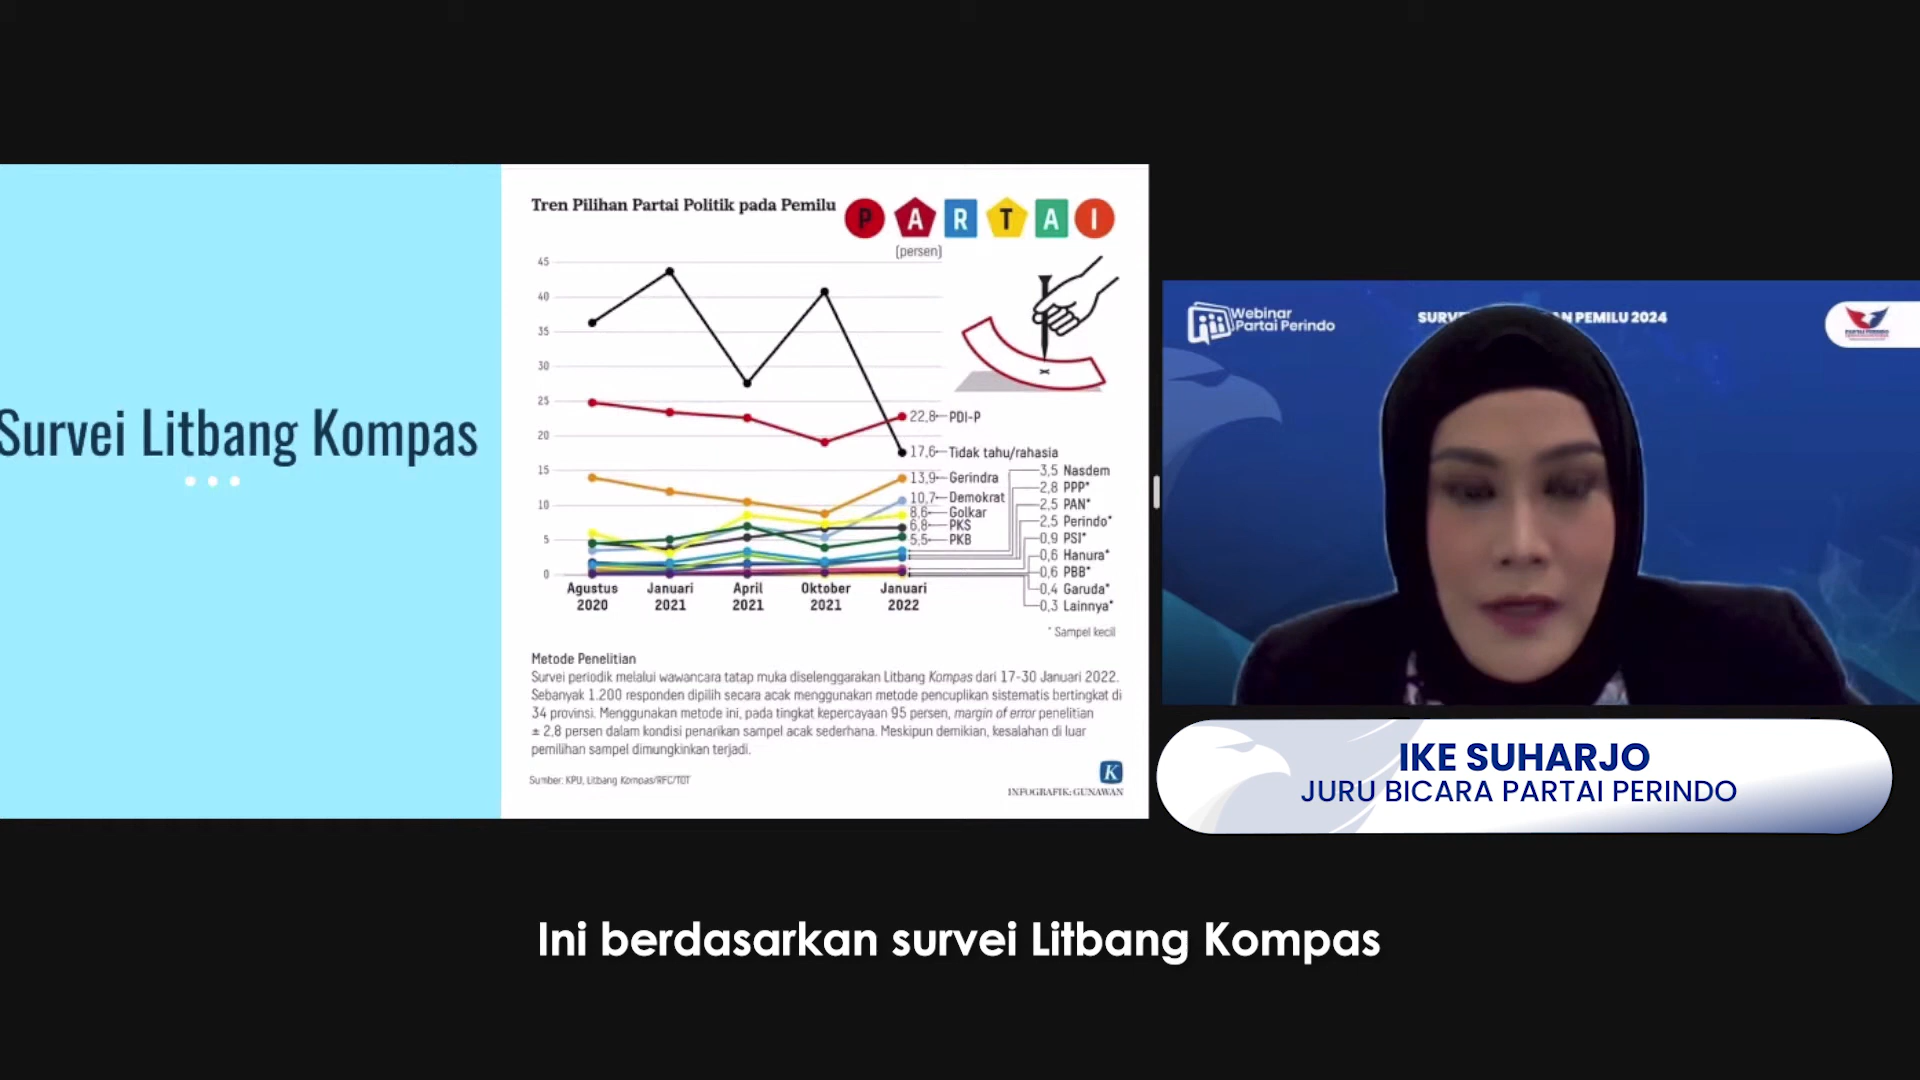 Survei Litbang Kompas
Tren Pilihan Partai Politik pada Pemilu
P A R T A I
(persen)
45
40
35
30
25
20
15
10
5
0
22,8 PDI-P
17,6 Tidak tahu/rahasia
13,9 Gerindra
10,7 Demokrat
8,6 Golkar
6,8 PKS
5,5 PKB
3,5 Nasdem
2,8 PPP*
2,5 PAN*
2,5 Perindo*
0,9 PSI*
0,6 Hanura*
0,6 PBB*
0,4 Garuda*
0,3 Lainnya*
Agustus 2020
Januari 2021
April 2021
Oktober 2021
Januari 2022
* Sampel kecil
Metode Penelitian
Survei periodik melalui wawancara tatap muka diselenggarakan Litbang Kompas dari 17-30 Januari 2022.
Sebanyak 1.200 responden dipilih secara acak menggunakan metode pencuplikan sistematis bertingkat di
34 provinsi. Menggunakan metode ini, pada tingkat kepercayaan 95 persen, margin of error penelitian
± 2,8 persen dalam kondisi penarikan sampel acak sederhana. Meskipun demikian, kesalahan di luar
pemilihan sampel dimungkinkan terjadi.
Sumber: KPU, Litbang Kompas/RFC/TOT
K
INFOGRAFIK: GUNAWAN
Webinar
Partai Perindo
SURV
N PEMILU 2024
IKE SUHARJO
JURU BICARA PARTAI PERINDO
Ini berdasarkan survei Litbang Kompas